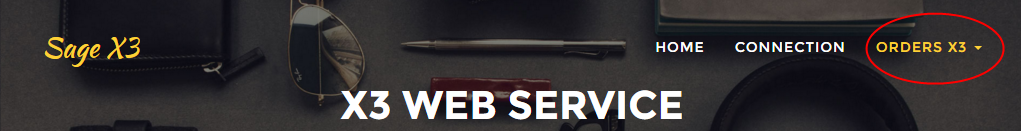 Sage X3
HOME CONNECTION ORDERS X3
X3 WEB SERVICE